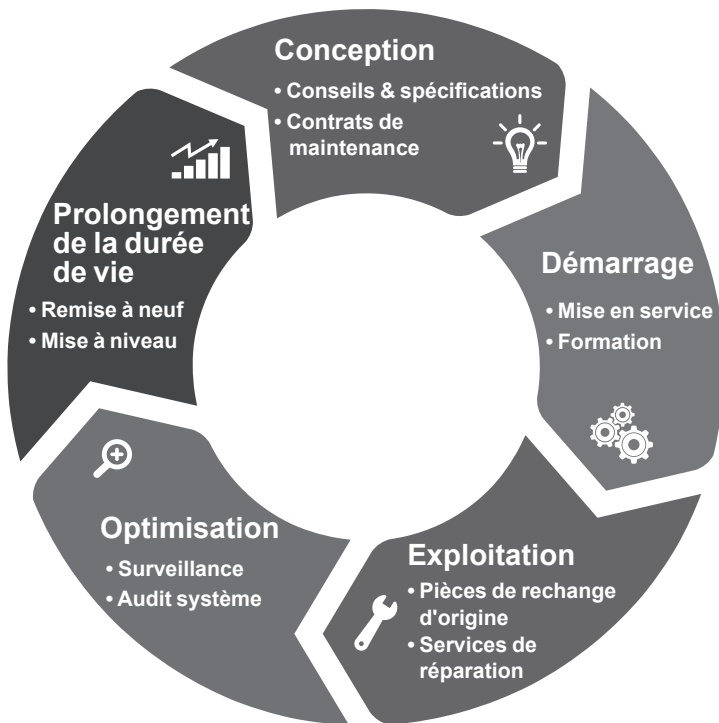 Conception
• Conseils & spécifications
• Contrats de
maintenance
Démarrage
• Mise en service
• Formation
Exploitation
• Pièces de rechange
d'origine
• Services de
réparation
Optimisation
• Surveillance
• Audit système
Prolongement
de la durée
de vie
• Remise à neuf
• Mise à niveau